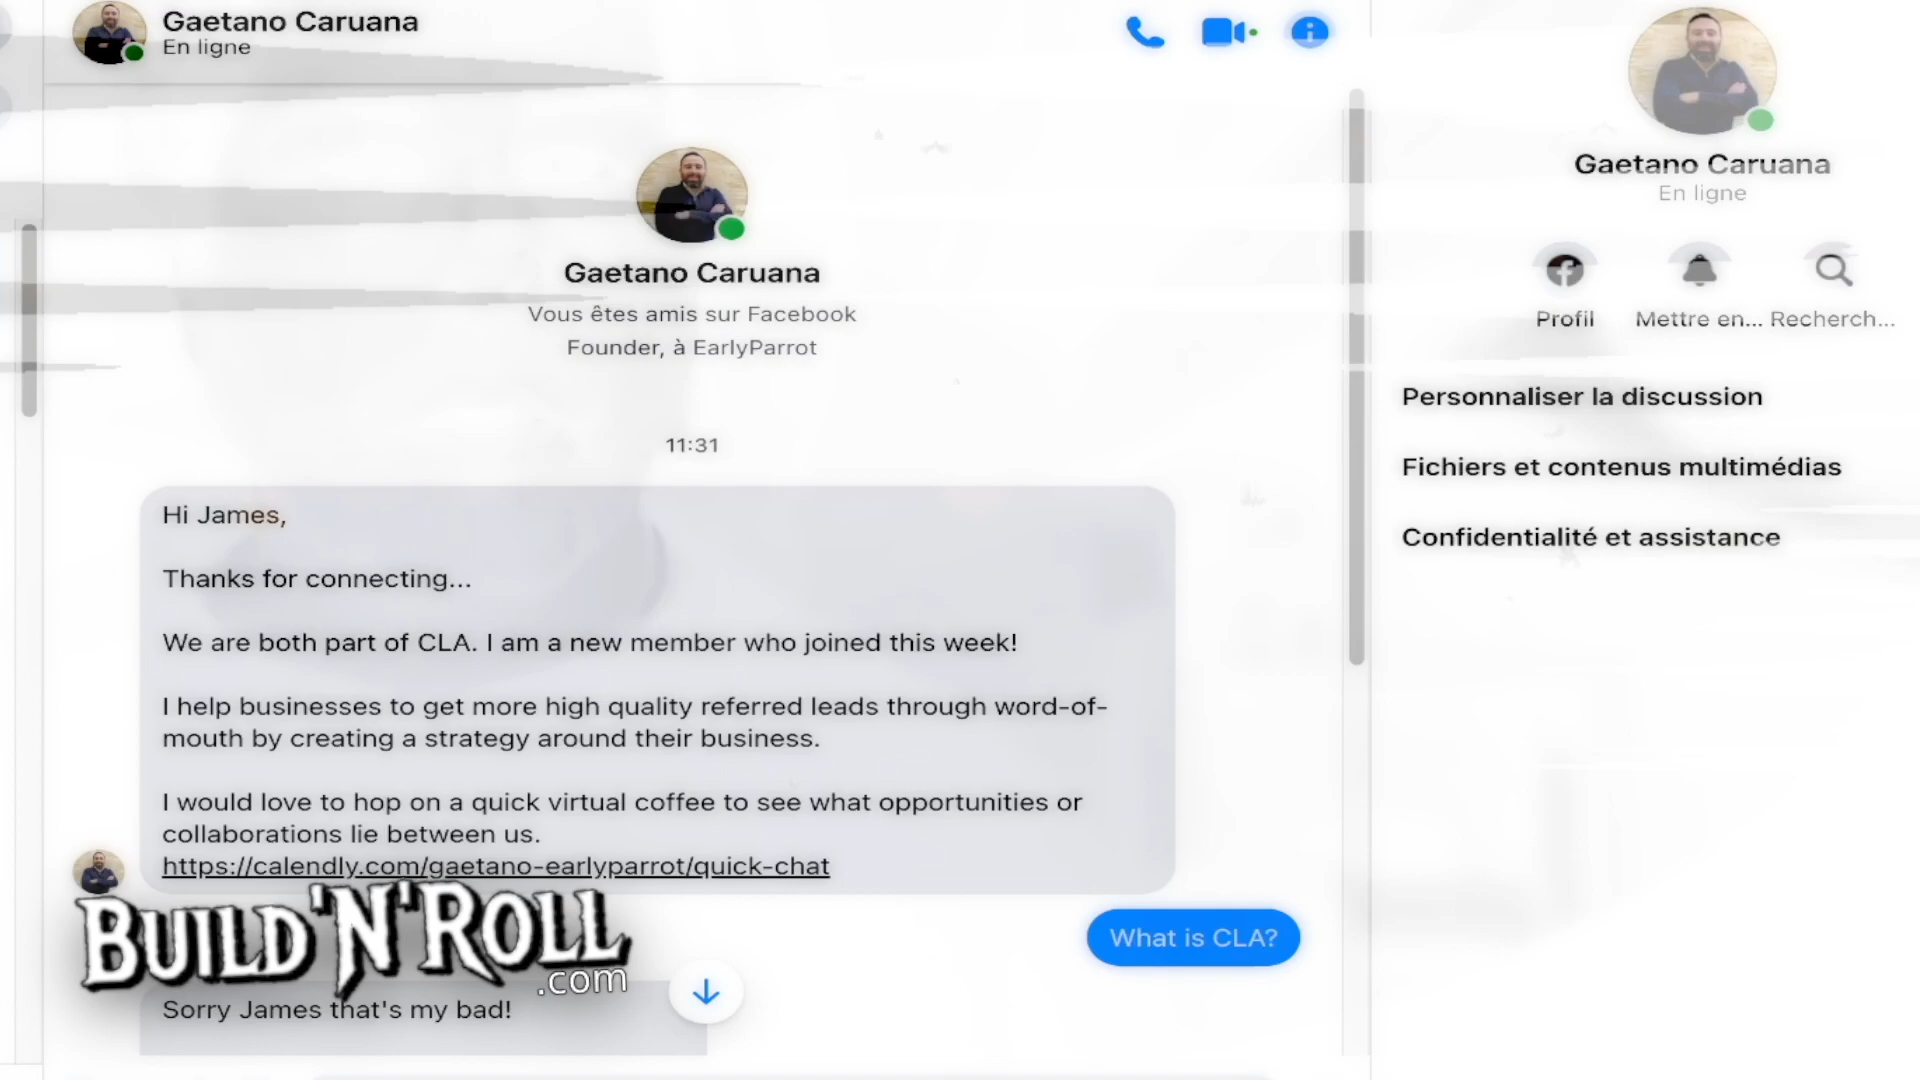 Gaetano Caruana
En ligne
Gaetano Caruana
Vous êtes amis sur Facebook
Founder, à EarlyParrot
11:31
Hi James,
Thanks for connecting...
We are both part of CLA. I am a new member who joined this week!
I help businesses to get more high quality referred leads through word-of-
mouth by creating a strategy around their business.
I would love to hop on a quick virtual coffee to see what opportunities or
collaborations lie between us.
https://calendly.com/gaetano-earlyparrot/quick-chat
What is CLA?
Sorry James that's my bad!
BUILD'N'ROLL
.com
Gaetano Caruana
En ligne
Profil
Mettre en...
Recherch...
Personnaliser la discussion
Fichiers et contenus multimédias
Confidentialité et assistance